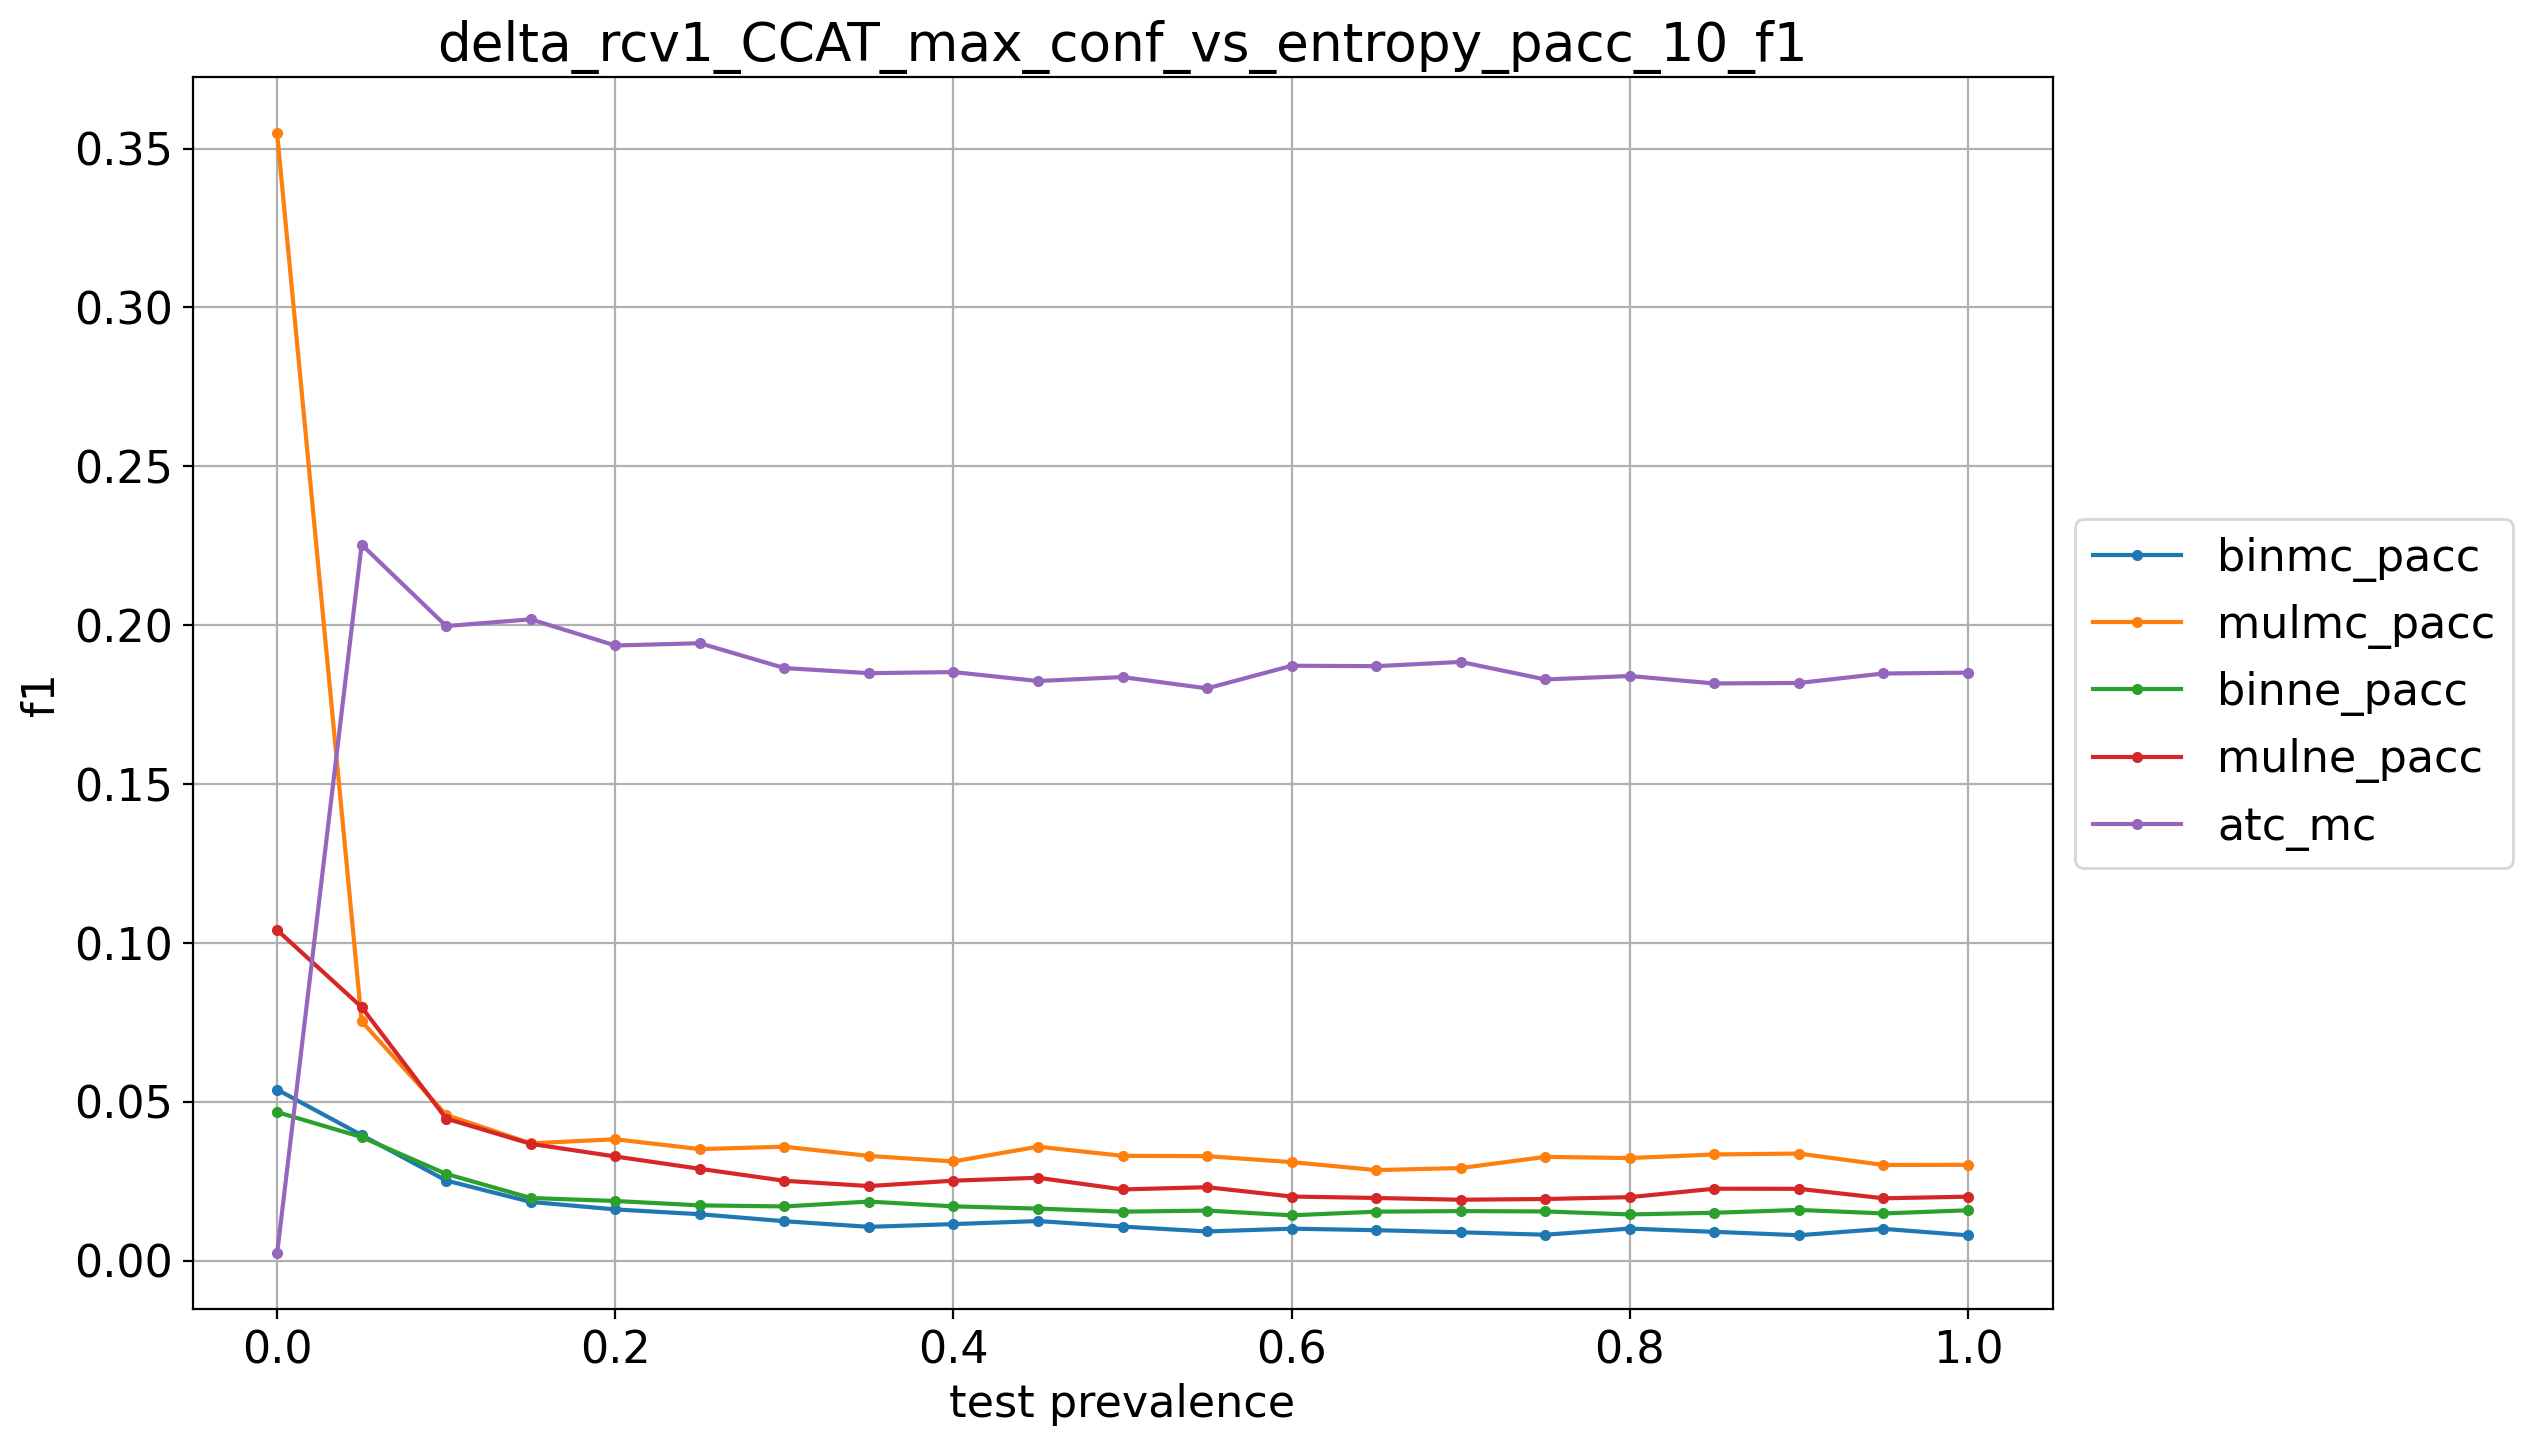 delta_rcv1_CCAT_max_conf_vs_entropy_pacc_10_f1
0.35
0.30
0.25
0.20
0.15
0.10
0.05
0.00
f1
0.0 0.2 0.4 0.6 0.8 1.0
test prevalence
binmc_pacc
mulmc_pacc
binne_pacc
mulne_pacc
atc_mc